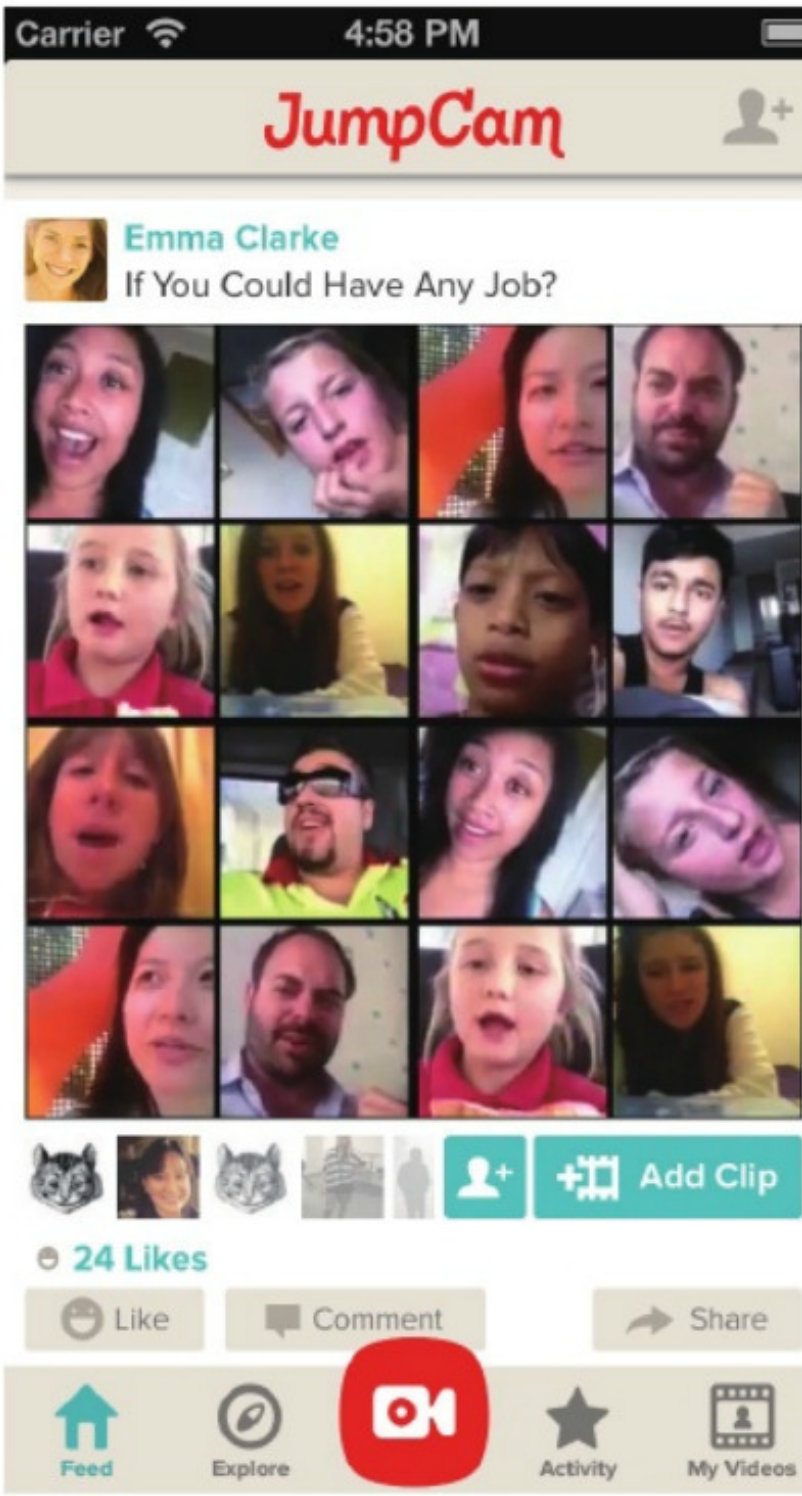 Carrier 4:58 PM
JumpCam
Emma Clarke
If You Could Have Any Job?
Add Clip
24 Likes
Like Comment Share
Feed Explore Activity My Videos